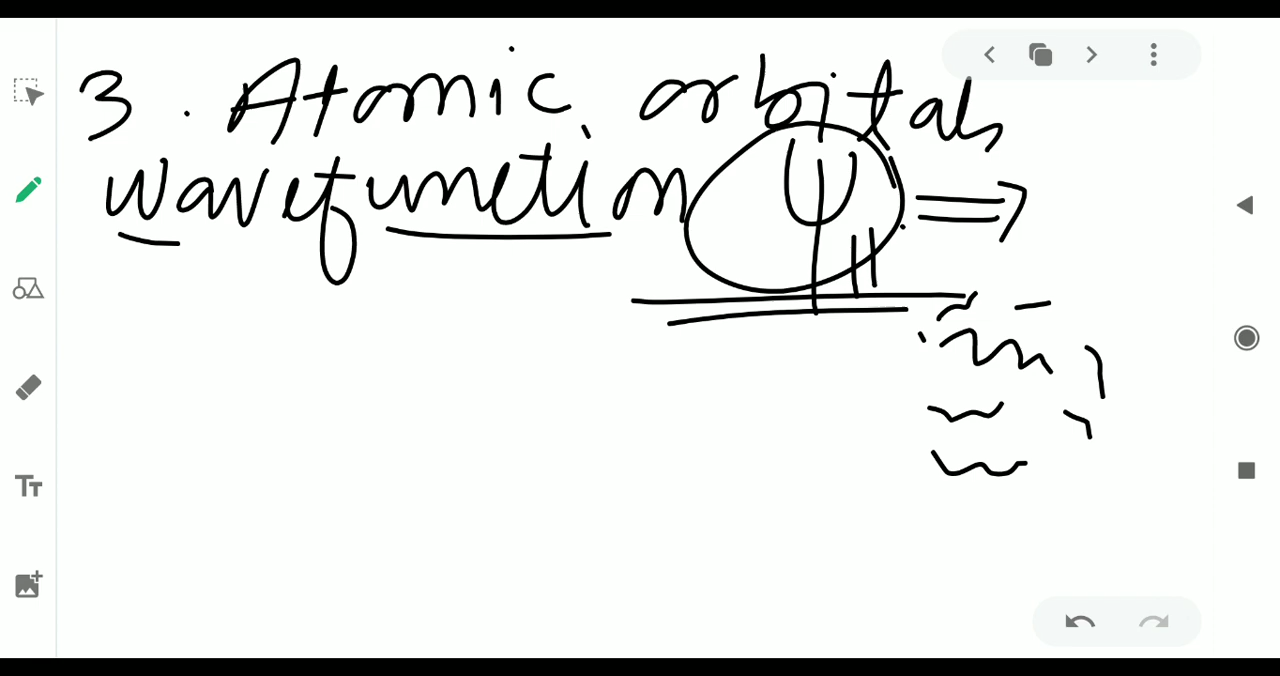 3. Atomic orbitals
wavefunction ψ ⇒